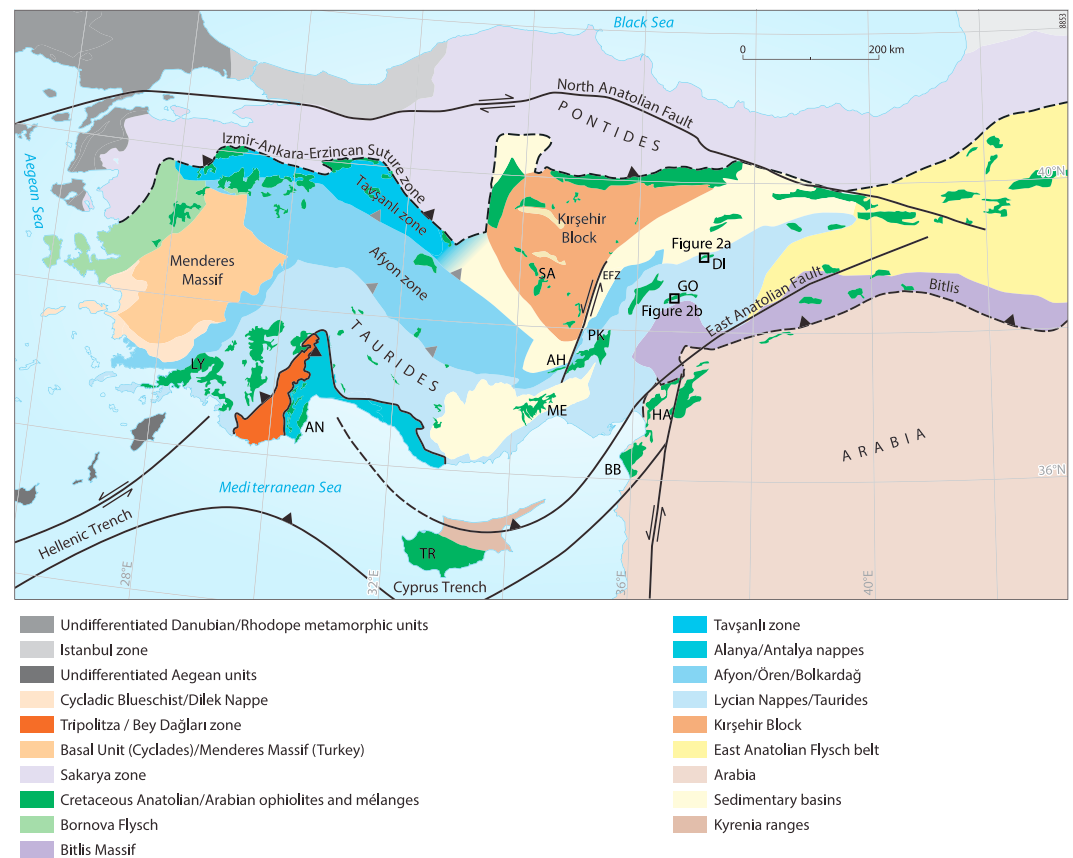 Black Sea
8853
0
200 km
North Anatolian Fault
PONTIDES
Izmir-Ankara-Erzincan Suture zone
Aegean Sea
40°N
Tavşanlı zone
Kırşehir
Block
Menderes
Massif
Afyon zone
SA
EFZ
Figure 2a
DI
GO
Figure 2b
East Anatolian Fault
Bitlis
TAURIDES
PK
AH
LY
ME
HA
AN
BB
ARABIA
36°N
Mediterranean Sea
Hellenic Trench
TR
Cyprus Trench
28°E
32°E
36°E
40°E
Undifferentiated Danubian/Rhodope metamorphic units
Istanbul zone
Undifferentiated Aegean units
Cycladic Blueschist/Dilek Nappe
Tripolitza / Bey Dağları zone
Basal Unit (Cyclades)/Menderes Massif (Turkey)
Sakarya zone
Cretaceous Anatolian/Arabian ophiolites and mélanges
Bornova Flysch
Bitlis Massif
Tavşanlı zone
Alanya/Antalya nappes
Afyon/Ören/Bolkardağ
Lycian Nappes/Taurides
Kırşehir Block
East Anatolian Flysch belt
Arabia
Sedimentary basins
Kyrenia ranges